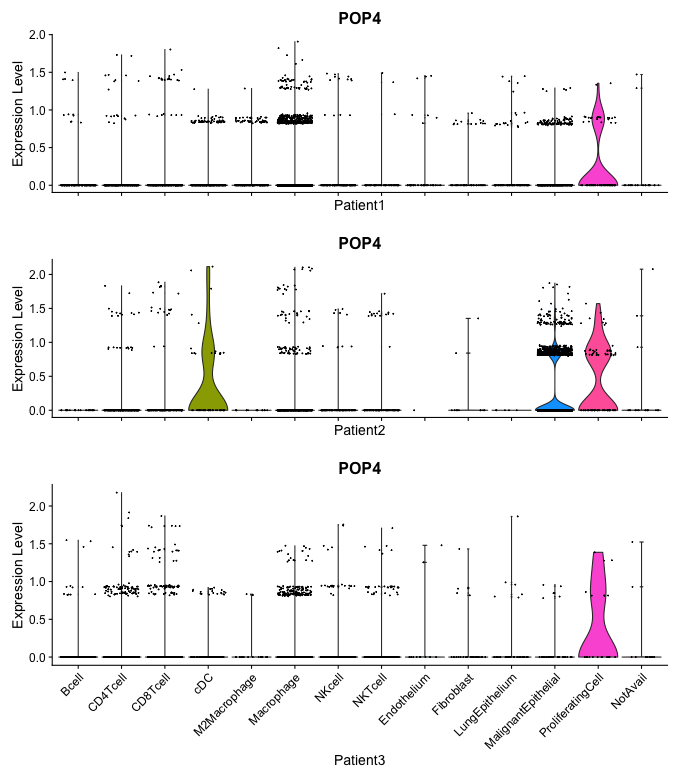 POP4
Expression Level
2.0
1.5
1.0
0.5
0.0
Patient1
POP4
Expression Level
2.0
1.5
1.0
0.5
0.0
Patient2
POP4
Expression Level
2.0
1.5
1.0
0.5
0.0
Bcell
CD4Tcell
CD8Tcell
cDC
M2Macrophage
Macrophage
NKcell
NKTcell
Endothelium
Fibroblast
LungEpithelium
MalignantEpithelial
ProliferatingCell
NotAvail
Patient3